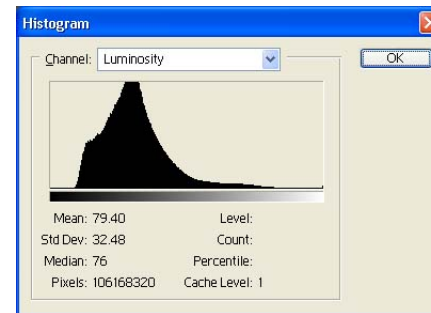 Histogram
Channel: Luminosity
OK
Mean: 79.40 Level:
Std Dev: 32.48 Count:
Median: 76 Percentile:
Pixels: 106168320 Cache Level: 1